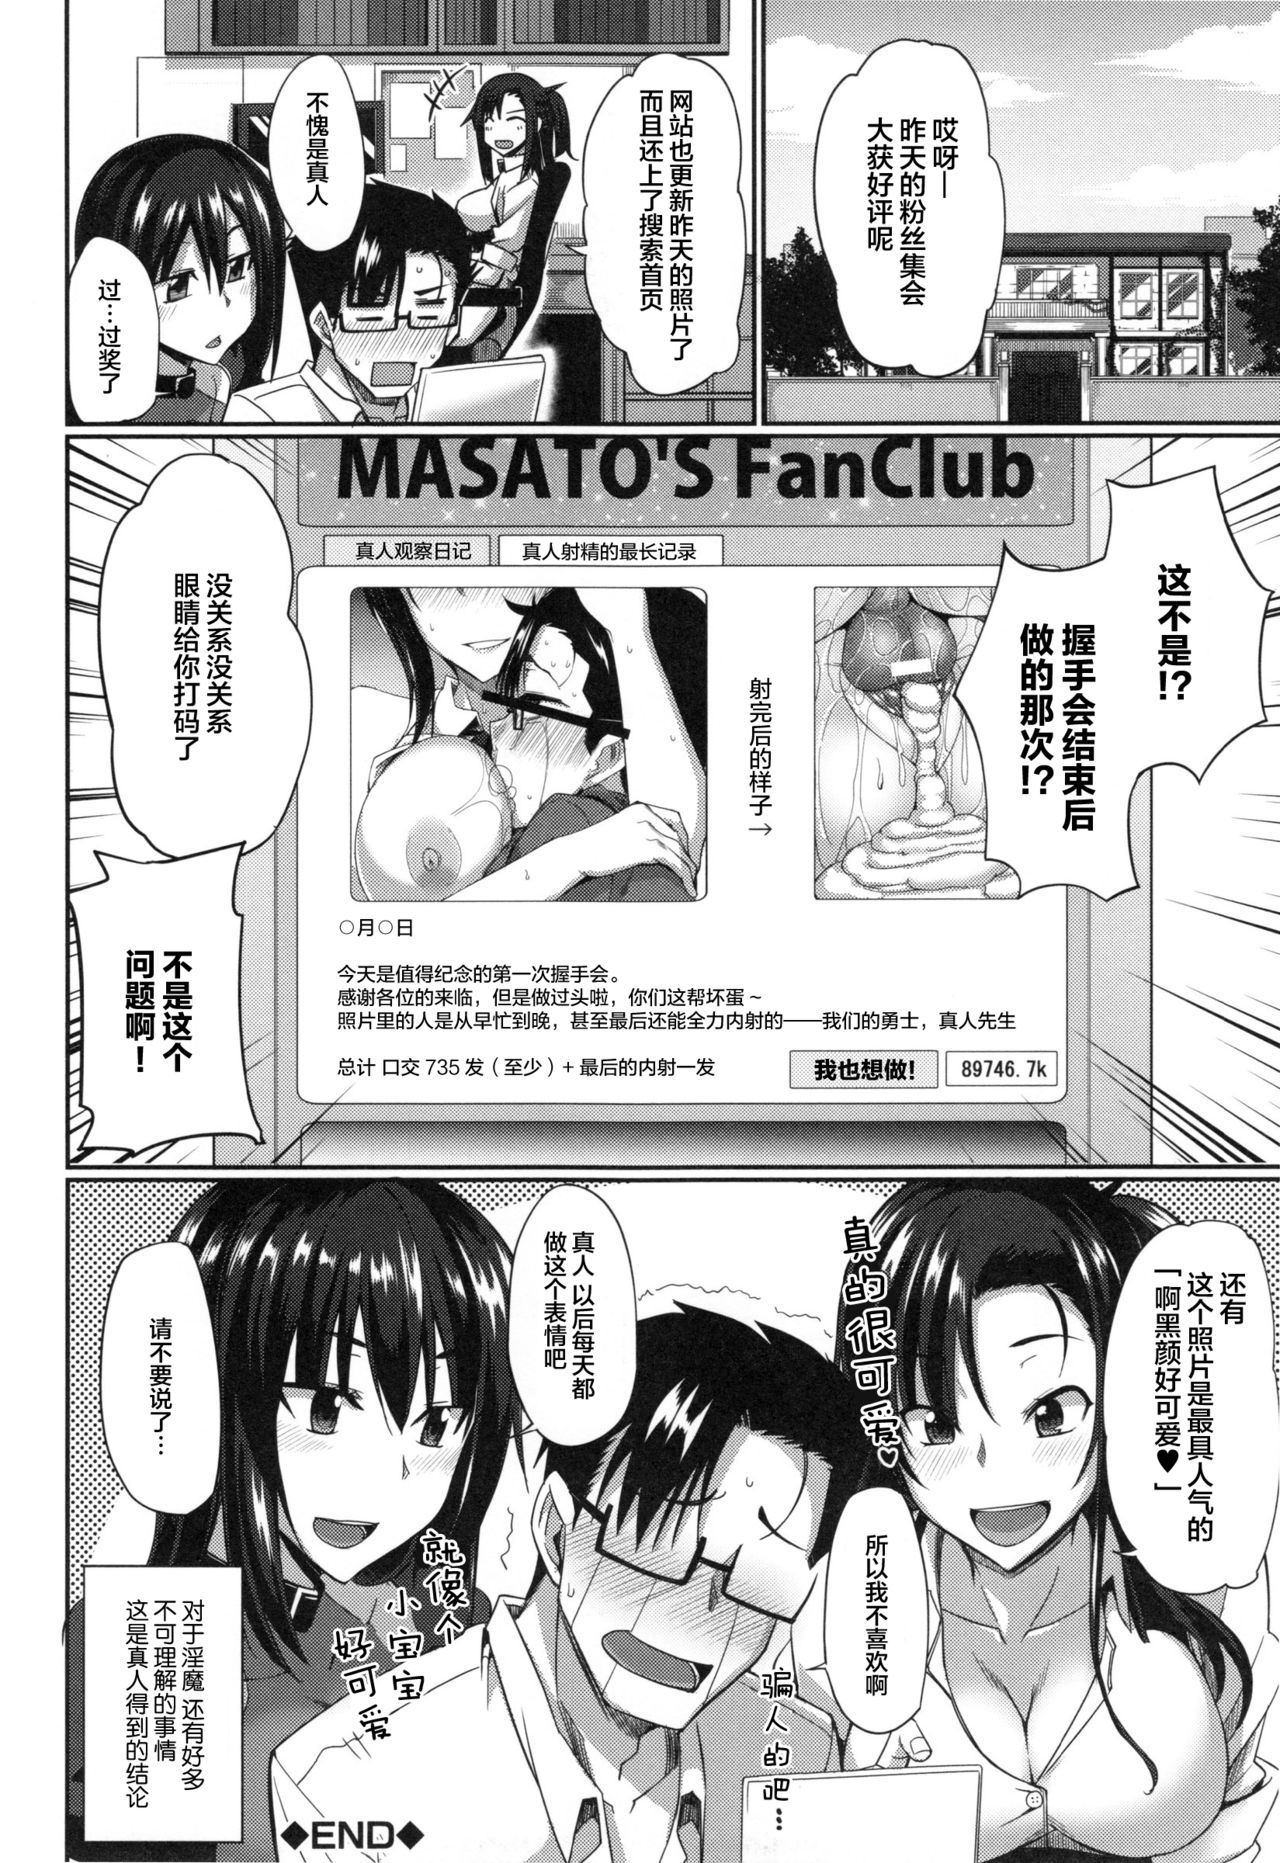 哎呀—
昨天的粉丝集会
大获好评呢
网站也更新昨天的照片了
而且还上了搜索首页
不愧是真人
过…过奖了
MASATO'S FanClub
真人观察日记
真人射精的最长记录
这不是!?
握手会结束后
做的那次!?
射完后的样子→
没关系没关系
眼睛给你打码了
不是这个
问题啊！
○月○日
今天是值得纪念的第一次握手会。
感谢各位的来临，但是做过头啦，你们这帮坏蛋～
照片里的人是从早忙到晚，甚至最后还能全力内射的——我们的勇士，真人先生
总计 口交 735 发（至少）+ 最后的内射一发
我也想做!
89746.7k
还有
这个照片是最具人气的
「啊黑颜好可爱♥」
真的很可爱♥
真人 以后每天都
做这个表情吧
请不要说了…
所以我不喜欢啊
骗人的吧…
就像个
小宝宝
好可爱
对于淫魔 还有好多
不可理解的事情
这是真人得到的结论
◆END◆